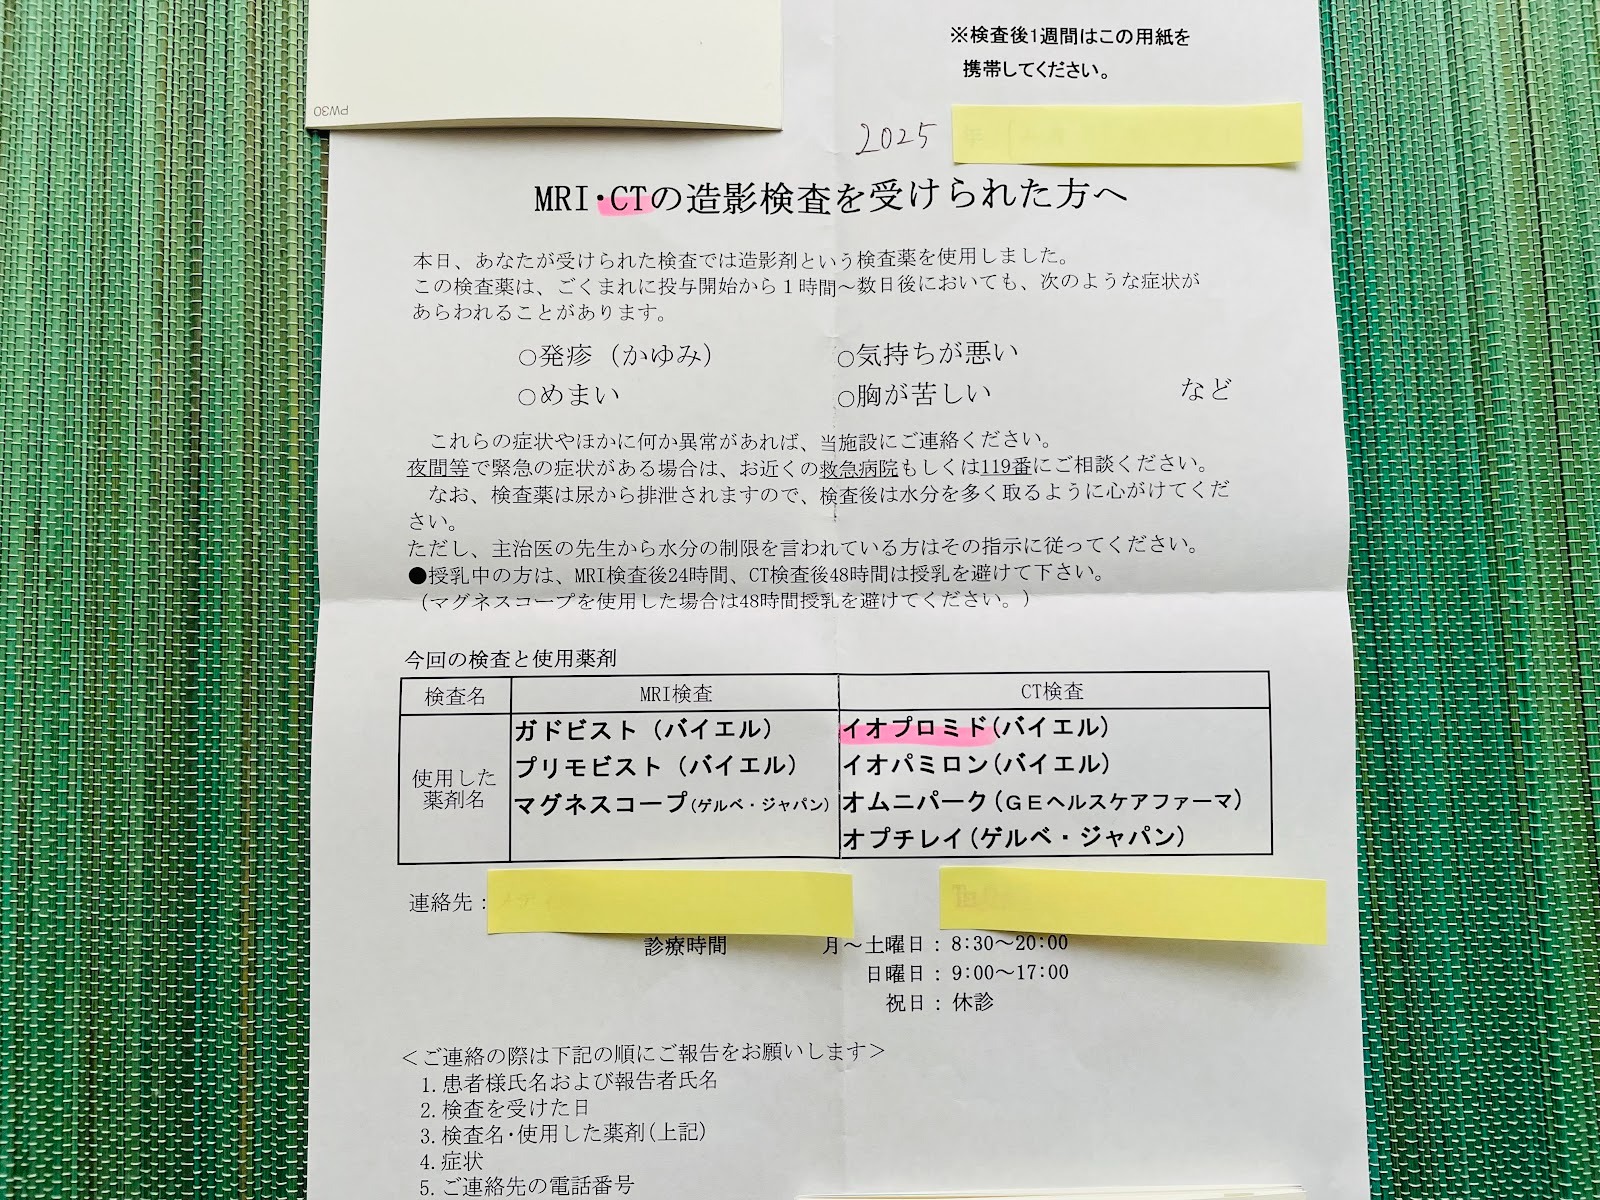 ※検査後1週間はこの用紙を
携帯してください。
PW30
2025
MRI・CTの造影検査を受けられた方へ
本日、あなたが受けられた検査では造影剤という検査薬を使用しました。
この検査薬は、ごくまれに投与開始から１時間～数日後においても、次のような症状が
あらわれることがあります。
○発疹（かゆみ） ○気持ちが悪い
○めまい ○胸が苦しい など
これらの症状やほかに何か異常があれば、当施設にご連絡ください。
夜間等で緊急の症状がある場合は、お近くの救急病院もしくは119番にご相談ください。
なお、検査薬は尿から排泄されますので、検査後は水分を多く取るように心がけてくだ
さい。
ただし、主治医の先生から水分の制限を言われている方はその指示に従ってください。
●授乳中の方は、MRI検査後24時間、CT検査後48時間は授乳を避けて下さい。
（マグネスコープを使用した場合は48時間授乳を避けてください。）
今回の検査と使用薬剤
検査名 MRI検査 CT検査
使用した
薬剤名
ガドビスト（バイエル） イオプロミド(バイエル)
プリモビスト（バイエル） イオパミロン(バイエル)
マグネスコープ(ゲルベ・ジャパン) オムニパーク(ＧＥヘルスケアファーマ)
オプチレイ(ゲルベ・ジャパン)
連絡先：
診療時間 月～土曜日：8:30～20:00
日曜日：9:00～17:00
祝日：休診
＜ご連絡の際は下記の順にご報告をお願いします＞
1.患者様氏名および報告者氏名
2.検査を受けた日
3.検査名･使用した薬剤(上記)
4.症状
5.ご連絡先の電話番号